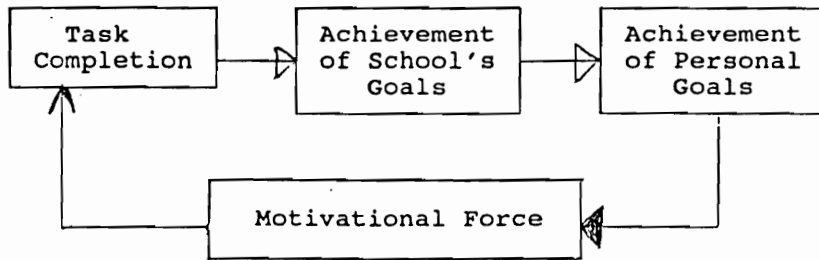 Task
Completion
Achievement
of School's
Goals
Achievement
of Personal
Goals
Motivational Force